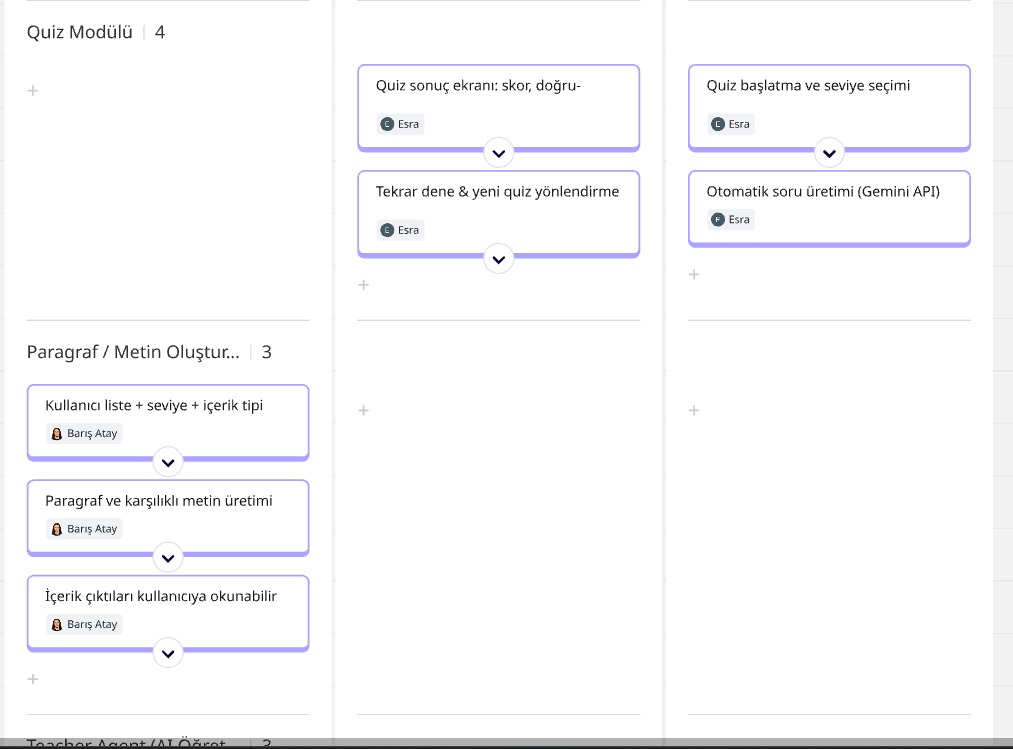 Quiz Modülü | 4
+
Quiz sonuç ekranı: skor, doğru-
E Esra
Tekrar dene & yeni quiz yönlendirme
E Esra
+
Quiz başlatma ve seviye seçimi
E Esra
Otomatik soru üretimi (Gemini API)
E Esra
+
Paragraf / Metin Oluştur... | 3
Kullanıcı liste + seviye + içerik tipi
Barış Atay
Paragraf ve karşılıklı metin üretimi
Barış Atay
İçerik çıktıları kullanıcıya okunabilir
Barış Atay
+
+
+
Teacher Agent (AI Öğret... | 3